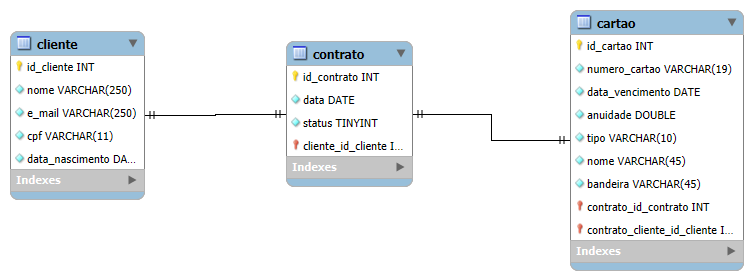 cliente
id_cliente INT
nome VARCHAR(250)
e_mail VARCHAR(250)
cpf VARCHAR(11)
data_nascimento DA...
Indexes
contrato
id_contrato INT
data DATE
status TINYINT
cliente_id_cliente I...
Indexes
cartao
id_cartao INT
numero_cartao VARCHAR(19)
data_vencimento DATE
anuidade DOUBLE
tipo VARCHAR(10)
nome VARCHAR(45)
bandeira VARCHAR(45)
contrato_id_contrato INT
contrato_cliente_id_cliente I...
Indexes